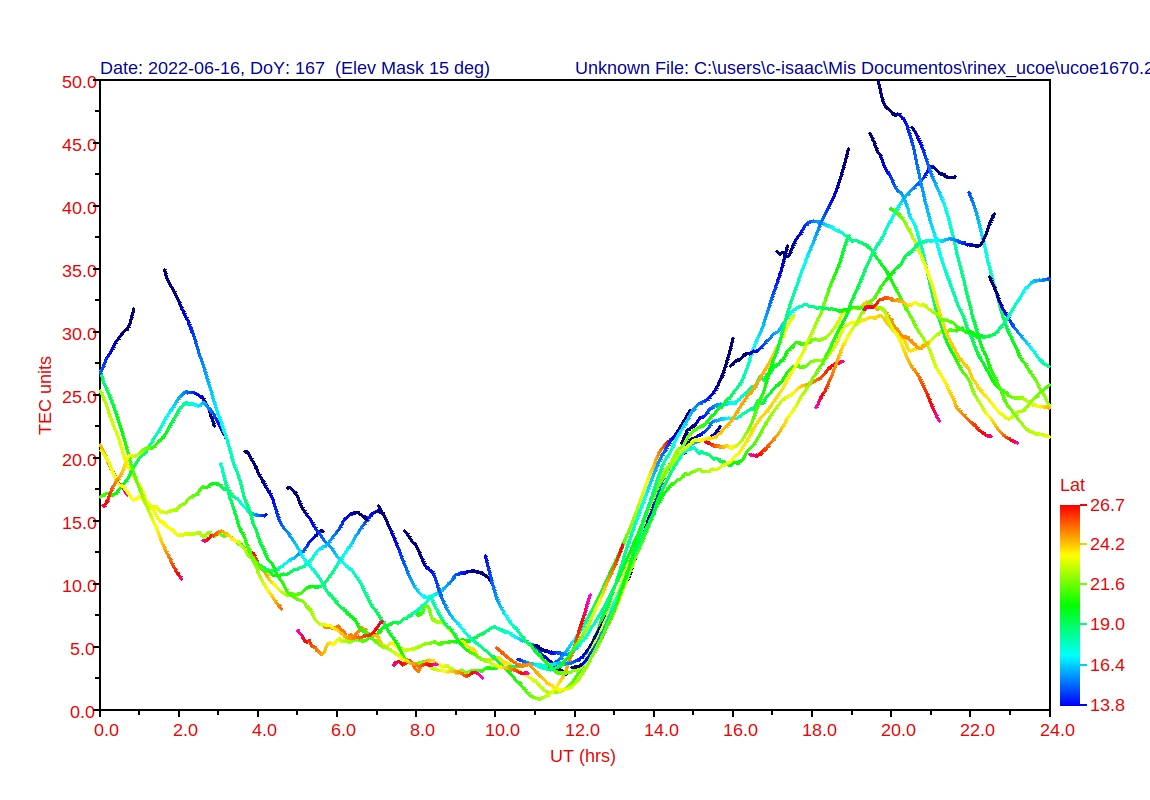 Date: 2022-06-16, DoY: 167  (Elev Mask 15 deg)
Unknown File: C:\users\c-isaac\Mis Documentos\rinex_ucoe\ucoe1670.2
50.0
45.0
40.0
35.0
30.0
25.0
20.0
15.0
10.0
5.0
0.0
TEC units
0.0 2.0 4.0 6.0 8.0 10.0 12.0 14.0 16.0 18.0 20.0 22.0 24.0
UT (hrs)
Lat
26.7
24.2
21.6
19.0
16.4
13.8